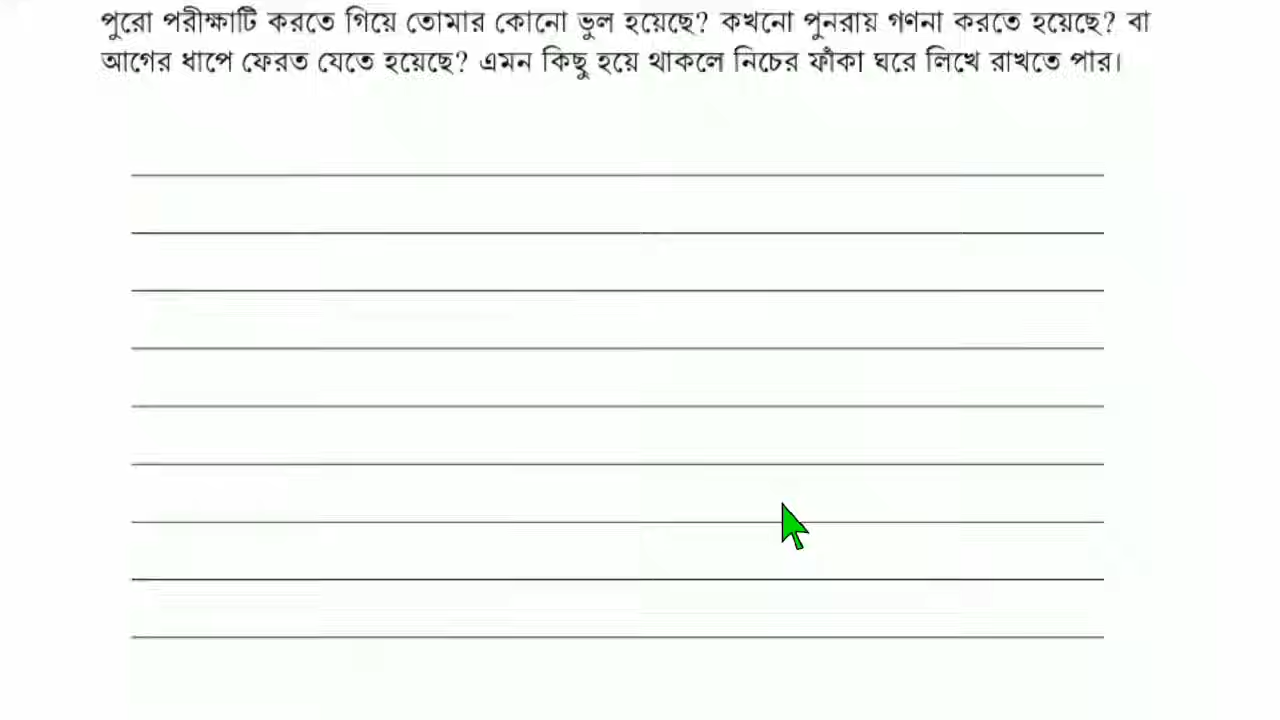 পুরো পরীক্ষাটি করতে গিয়ে তোমার কোনো ভুল হয়েছে? কখনো পুনরায় গণনা করতে হয়েছে? বা
আগের ধাপে ফেরত যেতে হয়েছে? এমন কিছু হয়ে থাকলে নিচের ফাঁকা ঘরে লিখে রাখতে পার।